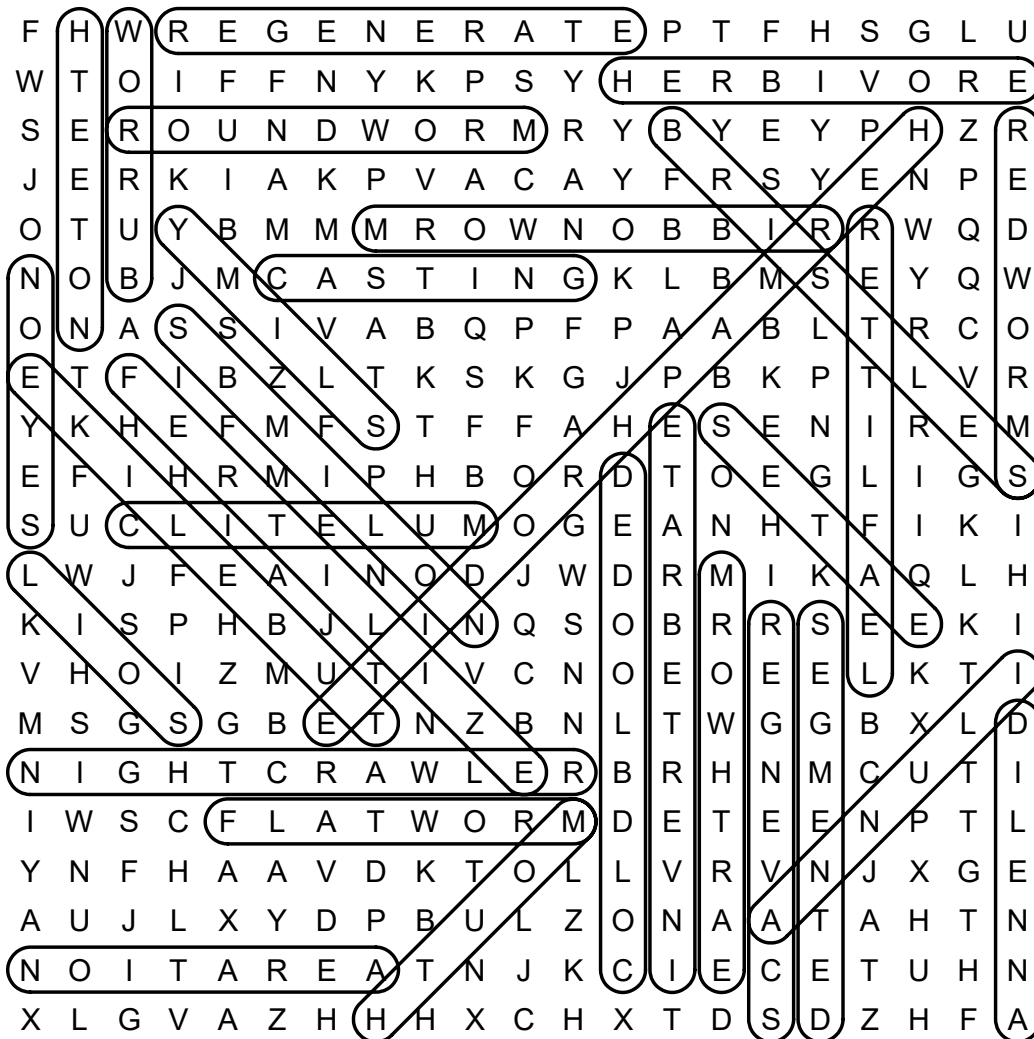 F H W R E G E N E R A T E P T F H S G L U
W T O I F F N Y K P S Y H E R B I V O R E
S E R O U N D W O R M R Y B Y E Y P H Z R
J E R K I A K P V A C A Y F R S Y E N P E
O T U Y B M M M R O W N O B B I R R W Q D
N O B J M C A S T I N G K L B M S E Y Q W
O N A S S I V A B Q P F P A A B L T R C O
E T F I B Z L T K S K G J P B K P T L V R
Y K H E F M F S T F F A H E S E N I R E M
E F I H R M I P H B O R D T O E G L I G S
S U C L I T E L U M O G E A N H T F I K I
L W J F E A I N O D J W D R M I K A Q L H
K I S P H B J L I N Q S O B R R S E E K I
V H O I Z M U T I V C N O E O E E L K T I
M S G S G B E T N Z B N L T W G G B X L D
N I G H T C R A W L E R B R H N M C U T I
I W S C F L A T W O R M D E T E E N P T L
Y N F H A A V D K T O L L V R V N J X G E
A U J L X Y D P B U L Z O N A A T A H T N
N O I T A R E A T N J K C I E C E T U H N
X L G V A Z H H H X C H X T D S D Z H F A